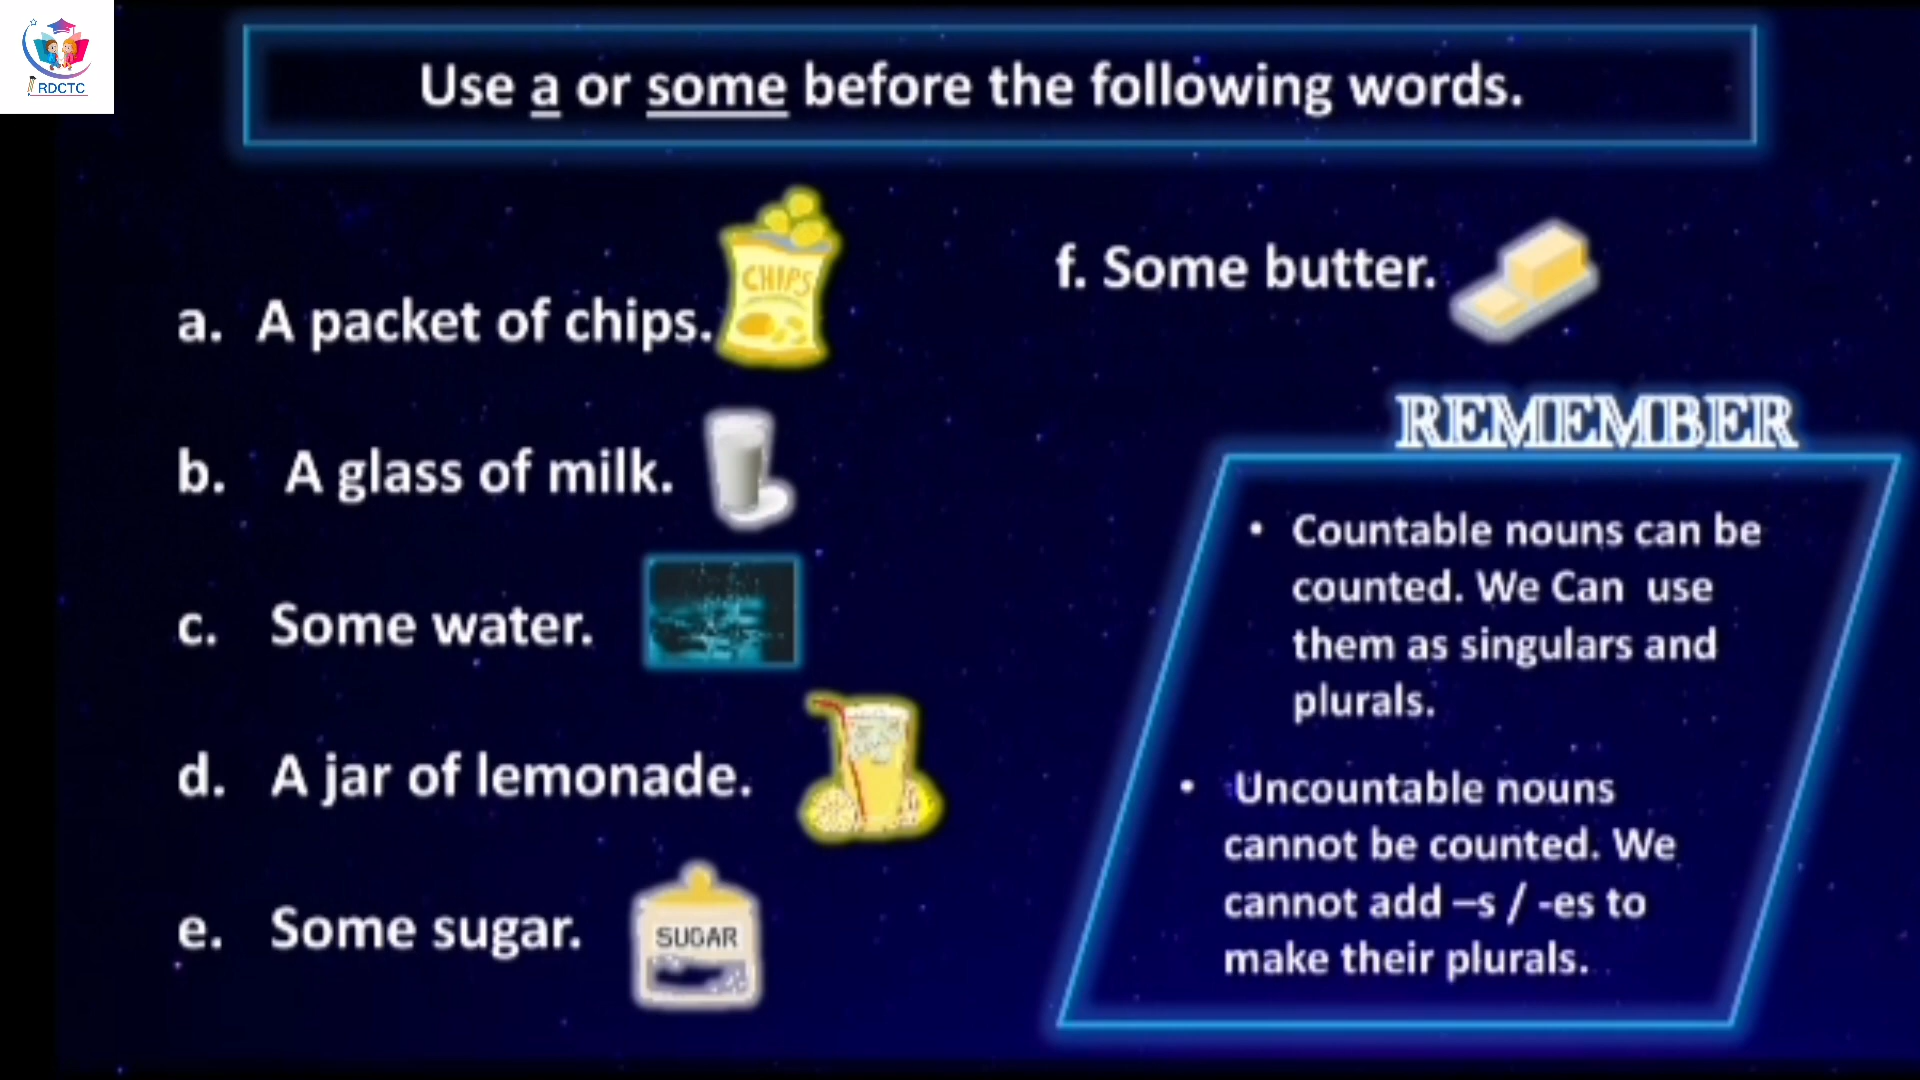 RDCTC
Use a or some before the following words.
a. A packet of chips.
CHIPS
b. A glass of milk.
c. Some water.
d. A jar of lemonade.
e. Some sugar.
SUGAR
f. Some butter.
REMEMBER
• Countable nouns can be
counted. We Can use
them as singulars and
plurals.
• Uncountable nouns
cannot be counted. We
cannot add –s / -es to
make their plurals.